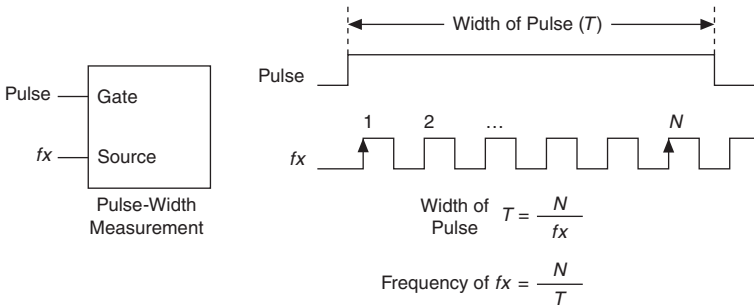 Width of Pulse (T)
Pulse
Gate
Pulse
1 2 ... N
fx
Source
fx
Pulse-Width
Measurement
Width of
Pulse
T = N
fx
Frequency of fx = N
T